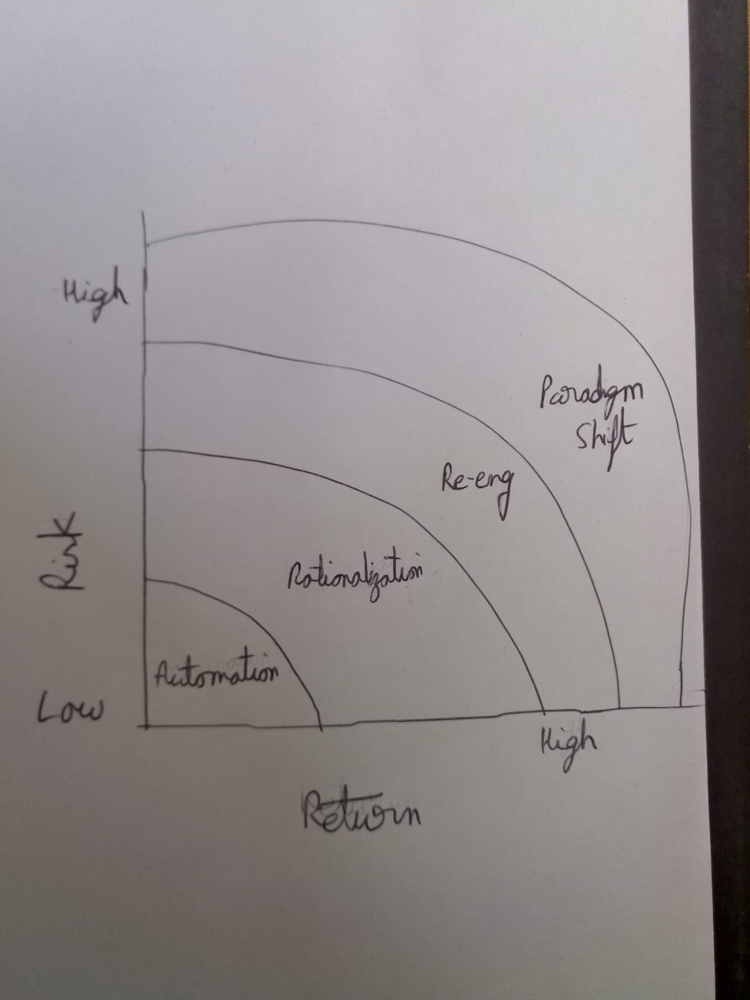 High
Paradigm
Shift
Re-eng
Risk
Rationalization
Automation
Low
High
Return